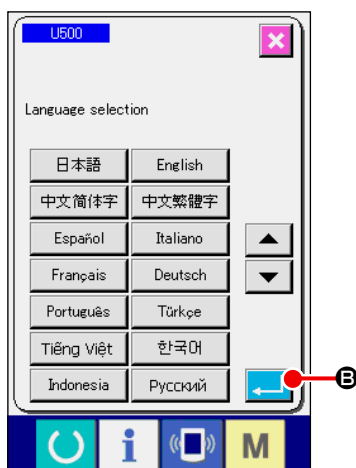 U500
Language selection
日本語 English
中文简体字 中文繁體字
Español Italiano
Français Deutsch
Português Türkçe
Tiếng Việt 한국어
Indonesia Русский
B
i M